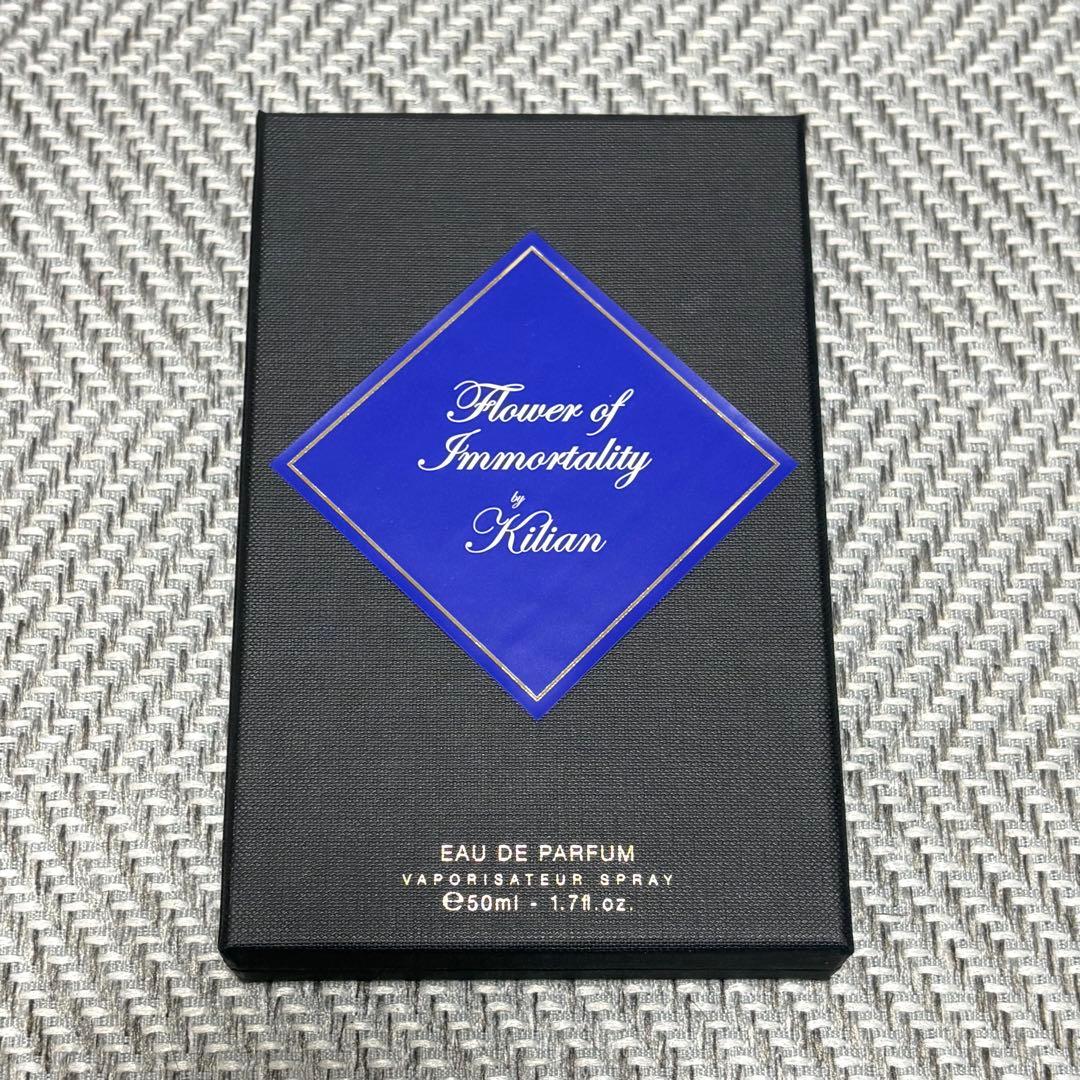 Flower of
Immortality
by
Kilian
EAU DE PARFUM
VAPORISATEUR SPRAY
℮50ml - 1.7fl.oz.